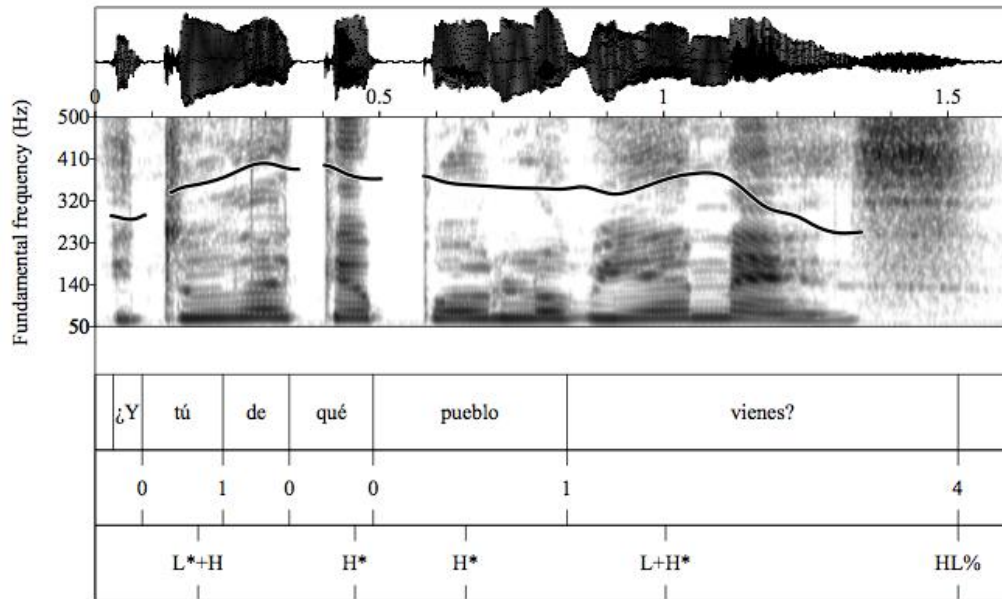 0 0.5 1 1.5
Fundamental frequency (Hz)
500
410
320
230
140
50
¿Y tú de qué pueblo vienes?
0 1 0 0 1 4
L*+H H* H* L+H* HL%